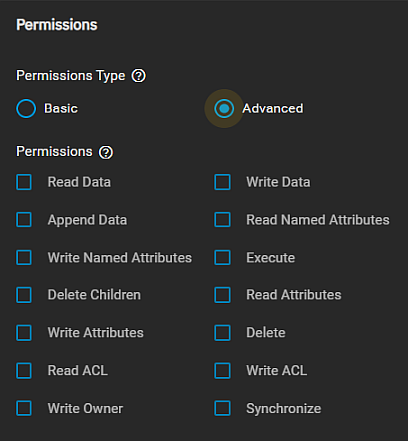 Permissions
Permissions Type ?
Basic Advanced
Permissions ?
Read Data Write Data
Append Data Read Named Attributes
Write Named Attributes Execute
Delete Children Read Attributes
Write Attributes Delete
Read ACL Write ACL
Write Owner Synchronize